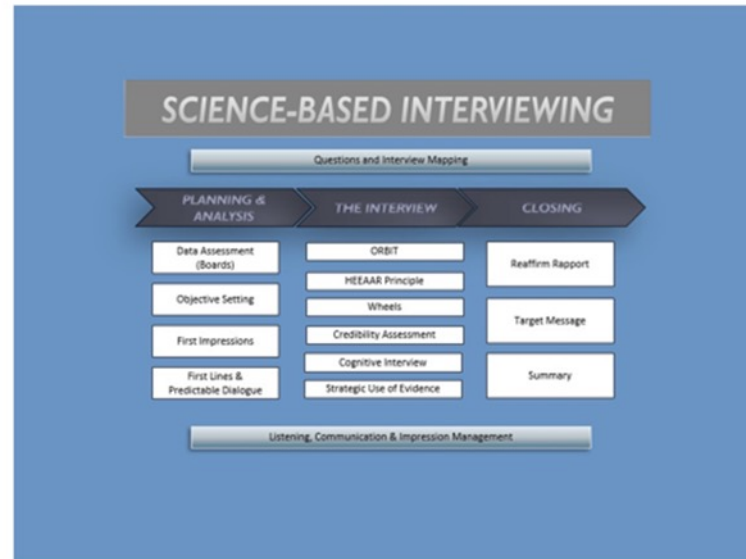 SCIENCE-BASED INTERVIEWING
Questions and Interview Mapping
PLANNING &
ANALYSIS
THE INTERVIEW
CLOSING
Data Assessment
(Boards)
Objective Setting
First Impressions
First Lines &
Predictable Dialogue
ORBIT
HEEAAR Principle
Wheels
Credibility Assessment
Cognitive Interview
Strategic Use of Evidence
Reaffirm Rapport
Target Message
Summary
Listening, Communication & Impression Management